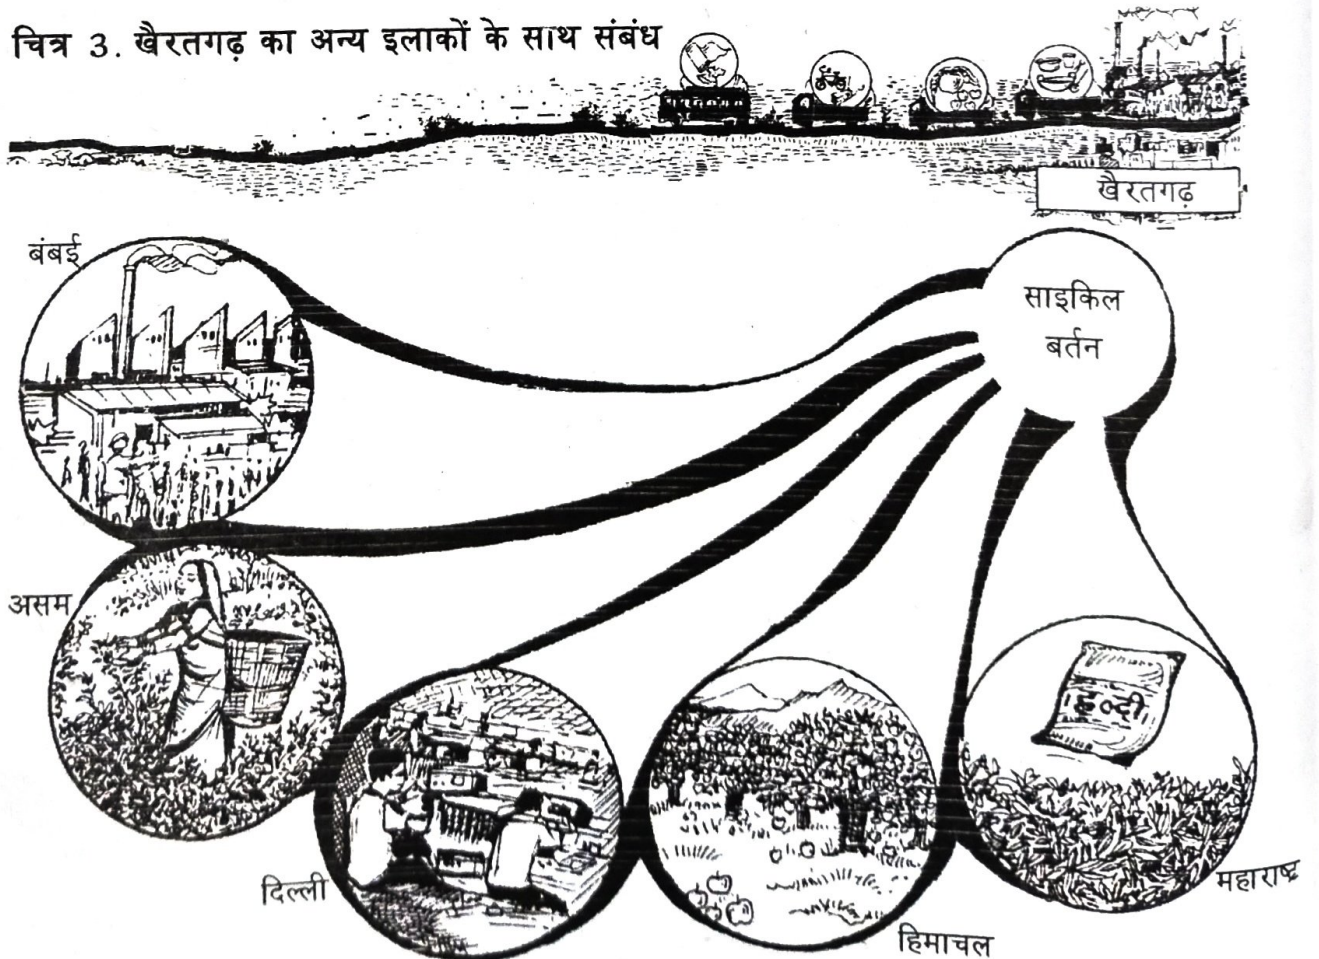 चित्र 3. खैरतगढ़ का अन्य इलाकों के साथ संबंध
खैरतगढ़
बंबई
साइकिल
बर्तन
असम
हल्दी
दिल्ली
महाराष्ट्र
हिमाचल